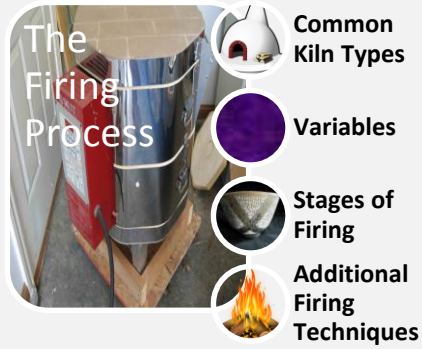 The
Firing
Process
Common
Kiln Types
Variables
Stages of
Firing
Additional
Firing
Techniques